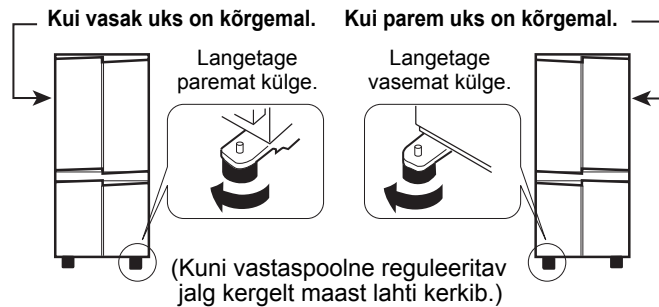 Kui vasak uks on kõrgemal.
Langetage
paremat külge.
Kui parem uks on kõrgemal.
Langetage
vasemat külge.
(Kuni vastaspoolne reguleeritav
jalg kergelt maast lahti kerkib.)